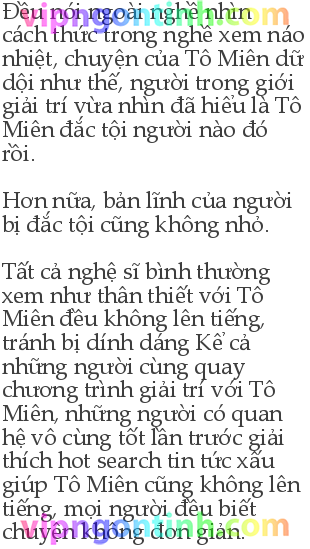 Đều nói ngoài nghề nhìn
cách thức trong nghề xem náo
nhiệt, chuyện của Tô Miên dữ
dội như thế, người trong giới
giải trí vừa nhìn đã hiểu là Tô
Miên đắc tội người nào đó
rồi.
Hơn nữa, bản lĩnh của người
bị đắc tội cũng không nhỏ.
Tất cả nghệ sĩ bình thường
xem như thân thiết với Tô
Miên đều không lên tiếng,
tránh bị dính dáng Kể cả
những người cùng quay
chương trình giải trí với Tô
Miên, những người có quan
hệ vô cùng tốt lần trước giải
thích hot search tin tức xấu
giúp Tô Miên cũng không lên
tiếng, mọi người đều biết
chuyện không đơn giản.